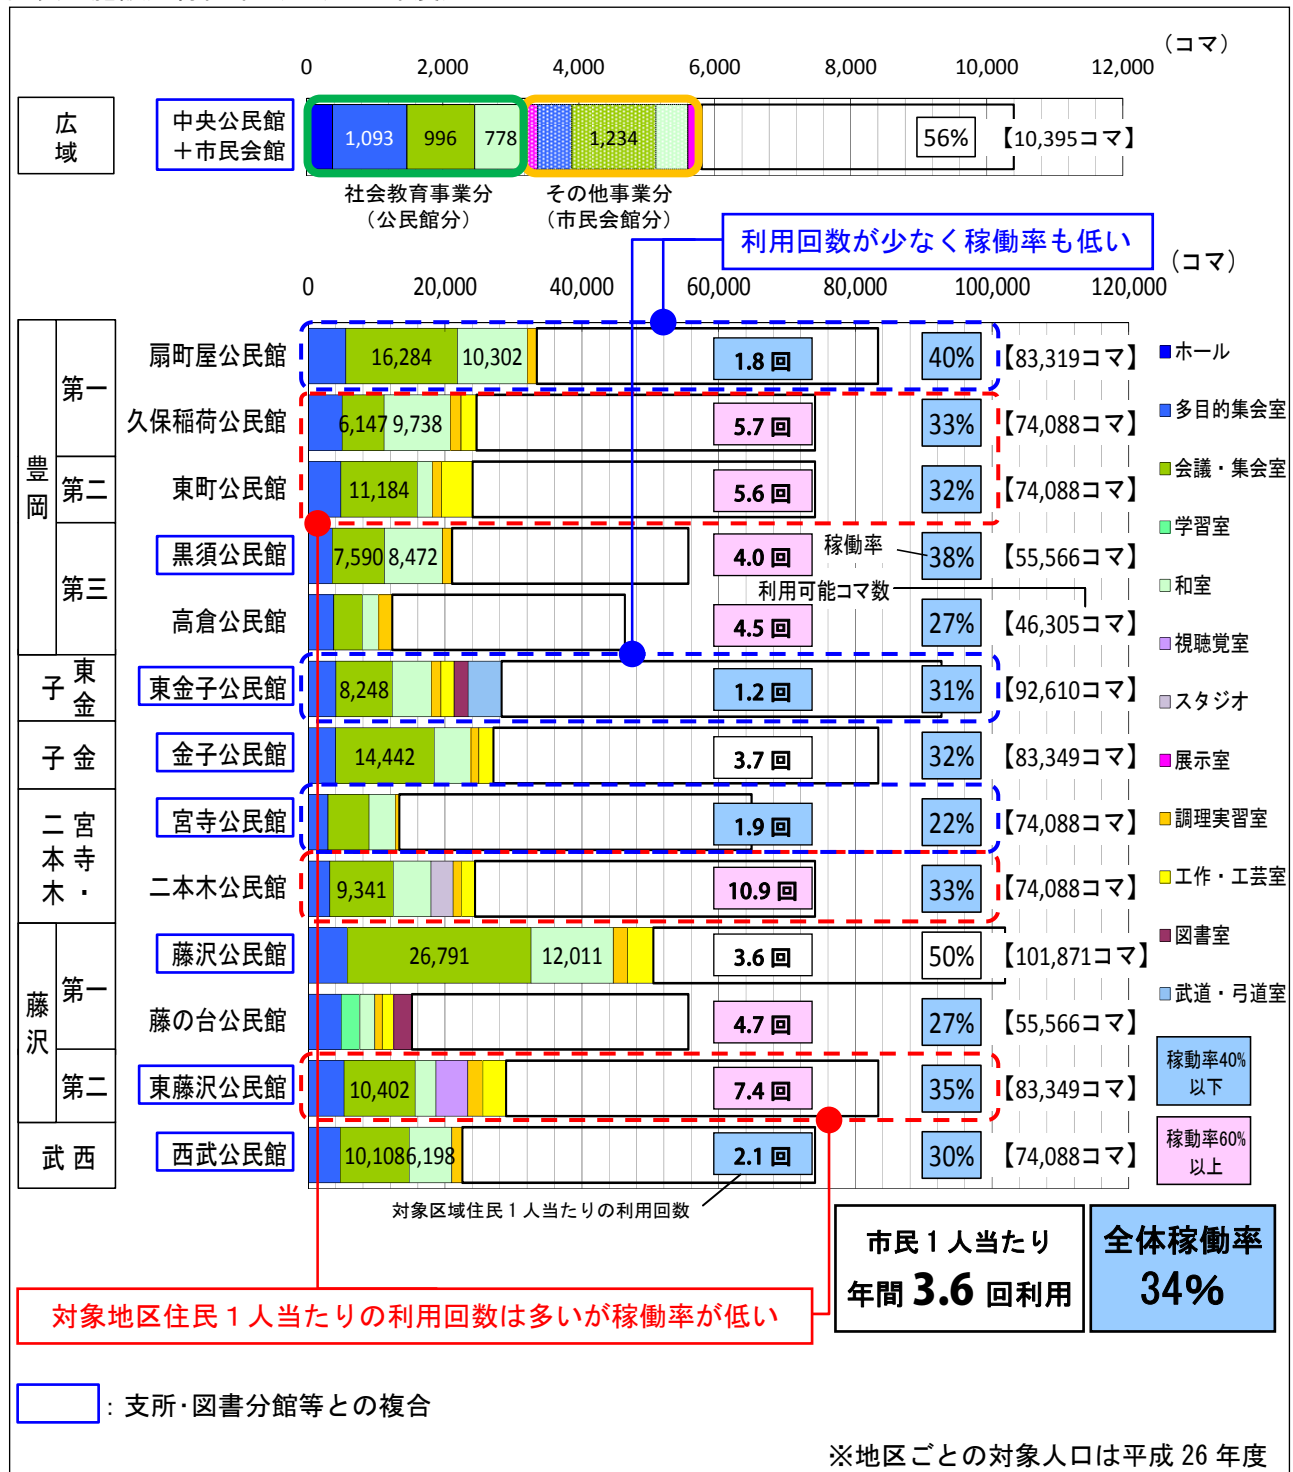 (コマ)
0 2,000 4,000 6,000 8,000 10,000 12,000
広域
中央公民館
＋市民会館
1,093 996 778 1,234 56% 【10,395コマ】
社会教育事業分
（公民館分）
その他事業分
（市民会館分）
利用回数が少なく稼働率も低い
(コマ)
0 20,000 40,000 60,000 80,000 100,000 120,000
豊岡
第一
扇町屋公民館 16,284 10,302 1.8 回 40% 【83,319コマ】
久保稲荷公民館 6,147 9,738 5.7 回 33% 【74,088コマ】
第二
東町公民館 11,184 5.6 回 32% 【74,088コマ】
第三
黒須公民館 7,590 8,472 4.0 回 稼働率 38% 【55,566コマ】
利用可能コマ数
高倉公民館 4.5 回 27% 【46,305コマ】
東金子
東金子公民館 8,248 1.2 回 31% 【92,610コマ】
金子
金子公民館 14,442 3.7 回 32% 【83,349コマ】
宮寺・二本木
宮寺公民館 1.9 回 22% 【74,088コマ】
二本木公民館 9,341 10.9 回 33% 【74,088コマ】
藤沢
第一
藤沢公民館 26,791 12,011 3.6 回 50% 【101,871コマ】
藤の台公民館 4.7 回 27% 【55,566コマ】
第二
東藤沢公民館 10,402 7.4 回 35% 【83,349コマ】
西武
西武公民館 10,108 6,198 2.1 回 30% 【74,088コマ】
ホール
多目的集会室
会議・集会室
学習室
和室
視聴覚室
スタジオ
展示室
調理実習室
工作・工芸室
図書室
武道・弓道室
稼動率40%
以下
稼動率60%
以上
対象区域住民１人当たりの利用回数
市民１人当たり
年間 3.6 回利用
全体稼働率
34%
対象地区住民１人当たりの利用回数は多いが稼働率が低い
：支所・図書分館等との複合
※地区ごとの対象人口は平成 26 年度